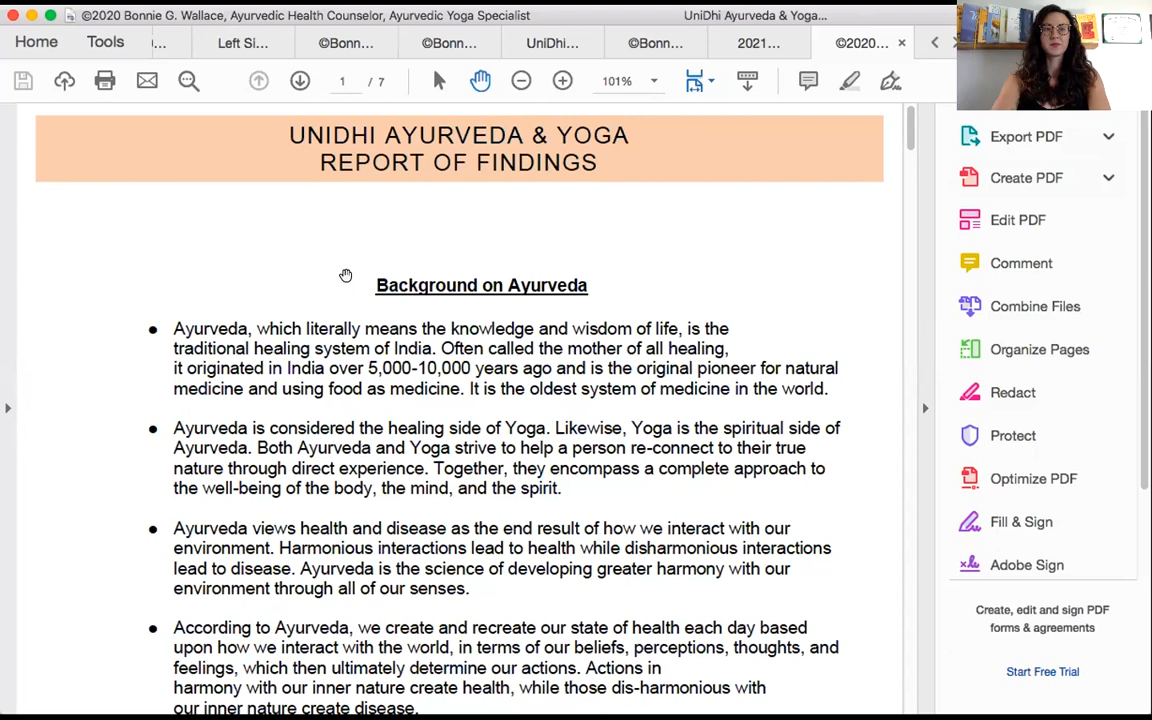 ©2020 Bonnie G. Wallace, Ayurvedic Health Counselor, Ayurvedic Yoga Specialist
UniDhi Ayurveda & Yoga...
Home
Tools
...
Left Si...
©Bonn...
©Bonn...
UniDhi...
©Bonn...
2021...
©2020...
1 / 7
101%
UNIDHI AYURVEDA & YOGA
REPORT OF FINDINGS
Background on Ayurveda
● Ayurveda, which literally means the knowledge and wisdom of life, is the
traditional healing system of India. Often called the mother of all healing,
it originated in India over 5,000-10,000 years ago and is the original pioneer for natural
medicine and using food as medicine. It is the oldest system of medicine in the world.
● Ayurveda is considered the healing side of Yoga. Likewise, Yoga is the spiritual side of
Ayurveda. Both Ayurveda and Yoga strive to help a person re-connect to their true
nature through direct experience. Together, they encompass a complete approach to
the well-being of the body, the mind, and the spirit.
● Ayurveda views health and disease as the end result of how we interact with our
environment. Harmonious interactions lead to health while disharmonious interactions
lead to disease. Ayurveda is the science of developing greater harmony with our
environment through all of our senses.
● According to Ayurveda, we create and recreate our state of health each day based
upon how we interact with the world, in terms of our beliefs, perceptions, thoughts, and
feelings, which then ultimately determine our actions. Actions in
harmony with our inner nature create health, while those dis-harmonious with
our inner nature create disease.
Export PDF
Create PDF
Edit PDF
Comment
Combine Files
Organize Pages
Redact
Protect
Optimize PDF
Fill & Sign
Adobe Sign
Create, edit and sign PDF
forms & agreements
Start Free Trial